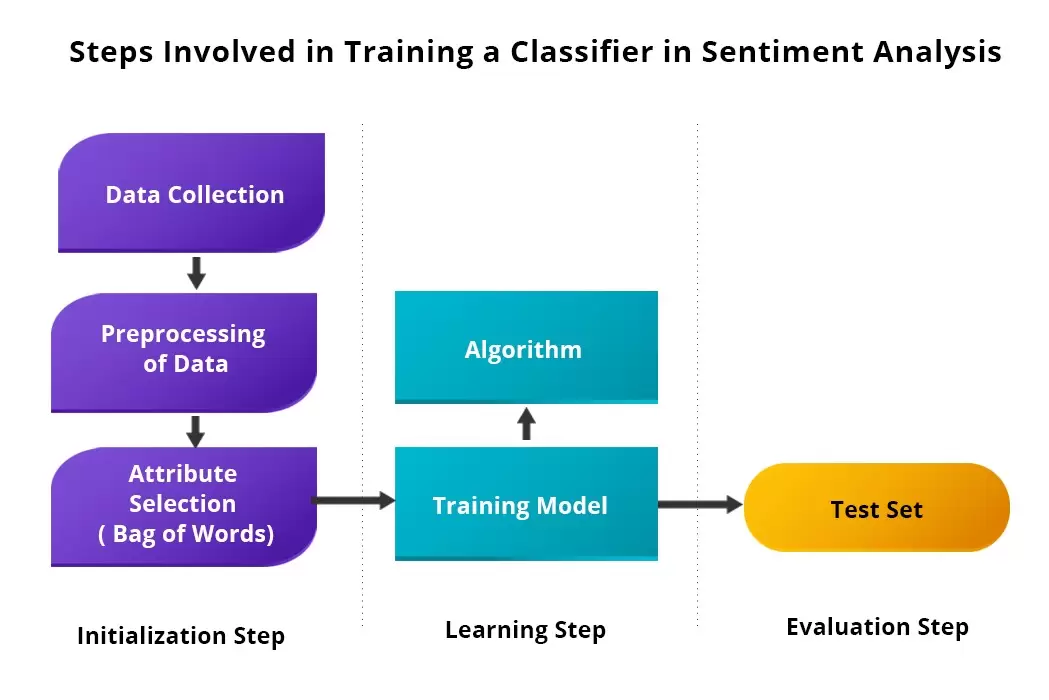 Steps Involved in Training a Classifier in Sentiment Analysis
Data Collection
Preprocessing
of Data
Attribute
Selection
( Bag of Words)
Initialization Step
Algorithm
Training Model
Learning Step
Test Set
Evaluation Step